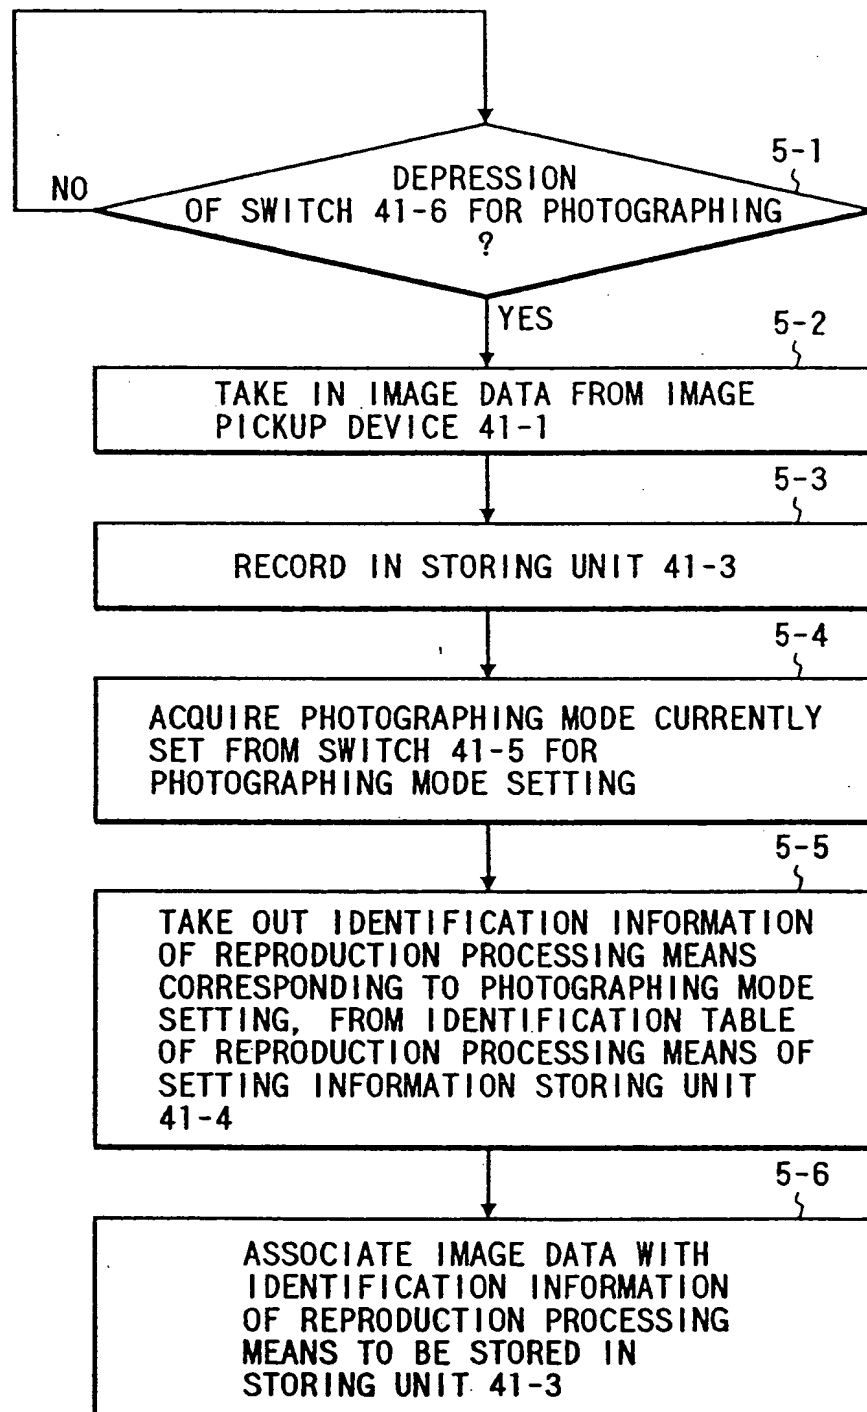 5-1
DEPRESSION
NO
OF SWITCH 41-6 FOR PHOTOGRAPHING
?
YES
5-2
TAKE IN IMAGE DATA FROM IMAGE
PICKUP DEVICE 41-1
5-3
RECORD IN STORING UNIT 41-3
5-4
ACQUIRE PHOTOGRAPHING MODE CURRENTLY
SET FROM SWITCH 41-5 FOR
PHOTOGRAPHING MODE SETTING
5-5
TAKE OUT IDENTIFICATION INFORMATION
OF REPRODUCTION PROCESSING MEANS
CORRESPONDING TO PHOTOGRAPHING MODE
SETTING, FROM IDENTIFICATION TABLE
OF REPRODUCTION PROCESSING MEANS OF
SETTING INFORMATION STORING UNIT
41-4
5-6
ASSOCIATE IMAGE DATA WITH
IDENTIFICATION INFORMATION
OF REPRODUCTION PROCESSING
MEANS TO BE STORED IN
STORING UNIT 41-3